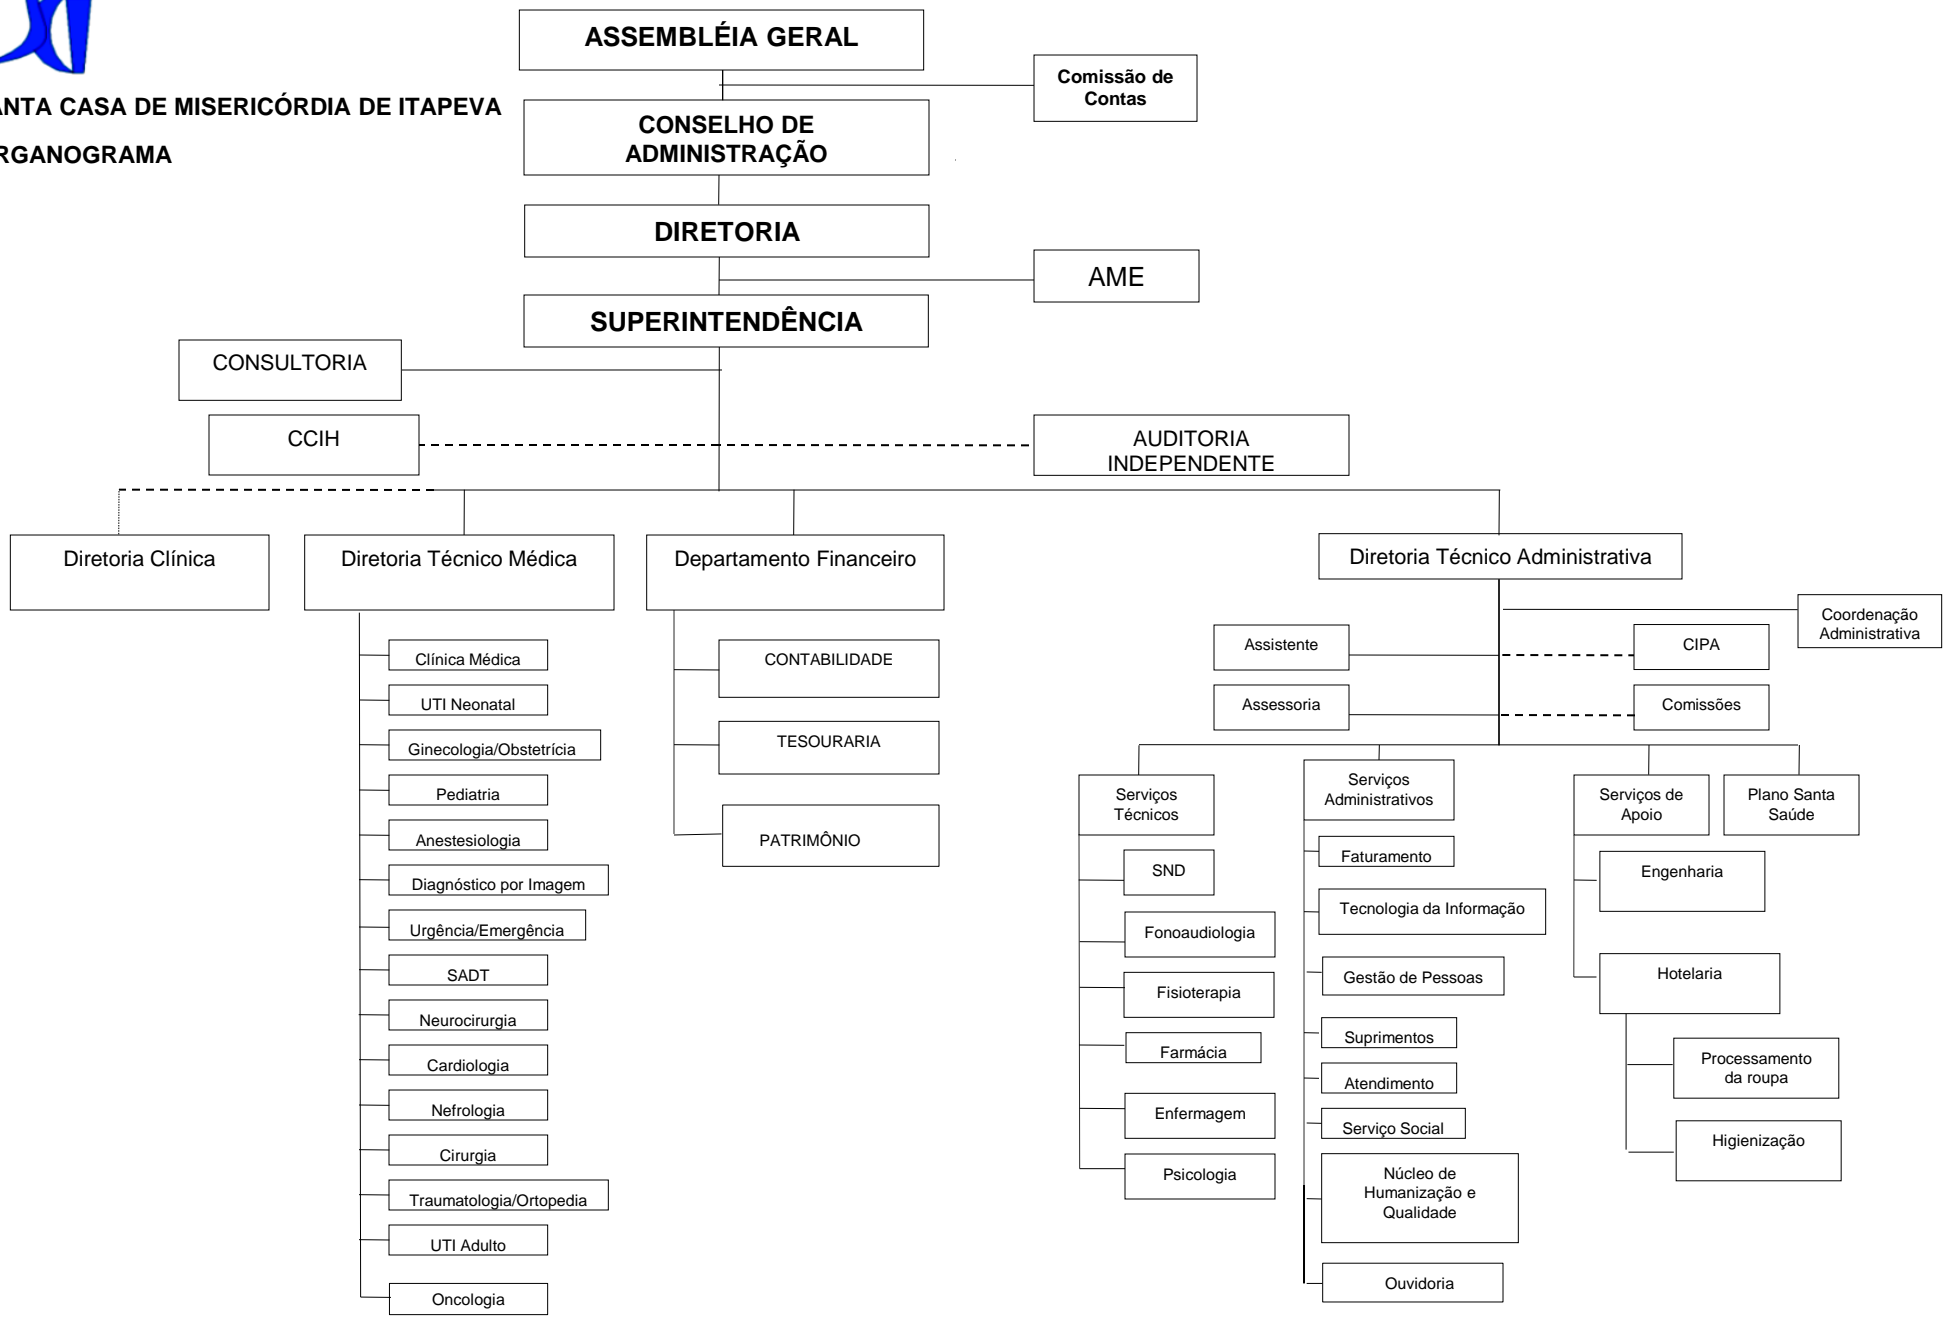 ASSEMBLÉIA GERAL
Comissão de
Contas
ANTA CASA DE MISERICÓRDIA DE ITAPEVA
RGANOGRAMA
CONSELHO DE
ADMINISTRAÇÃO
DIRETORIA
AME
SUPERINTENDÊNCIA
CONSULTORIA
CCIH
AUDITORIA
INDEPENDENTE
Diretoria Clínica
Diretoria Técnico Médica
Departamento Financeiro
Diretoria Técnico Administrativa
Coordenação
Administrativa
Assistente
CIPA
Assessoria
Comissões
Clínica Médica
UTI Neonatal
Ginecologia/Obstetrícia
Pediatria
Anestesiologia
Diagnóstico por Imagem
Urgência/Emergência
SADT
Neurocirurgia
Cardiologia
Nefrologia
Cirurgia
Traumatologia/Ortopedia
UTI Adulto
Oncologia
CONTABILIDADE
TESOURARIA
PATRIMÔNIO
Serviços
Técnicos
SND
Fonoaudiologia
Fisioterapia
Farmácia
Enfermagem
Psicologia
Serviços
Administrativos
Faturamento
Tecnologia da Informação
Gestão de Pessoas
Suprimentos
Atendimento
Serviço Social
Núcleo de
Humanização e
Qualidade
Ouvidoria
Serviços de
Apoio
Engenharia
Hotelaria
Processamento
da roupa
Higienização
Plano Santa
Saúde